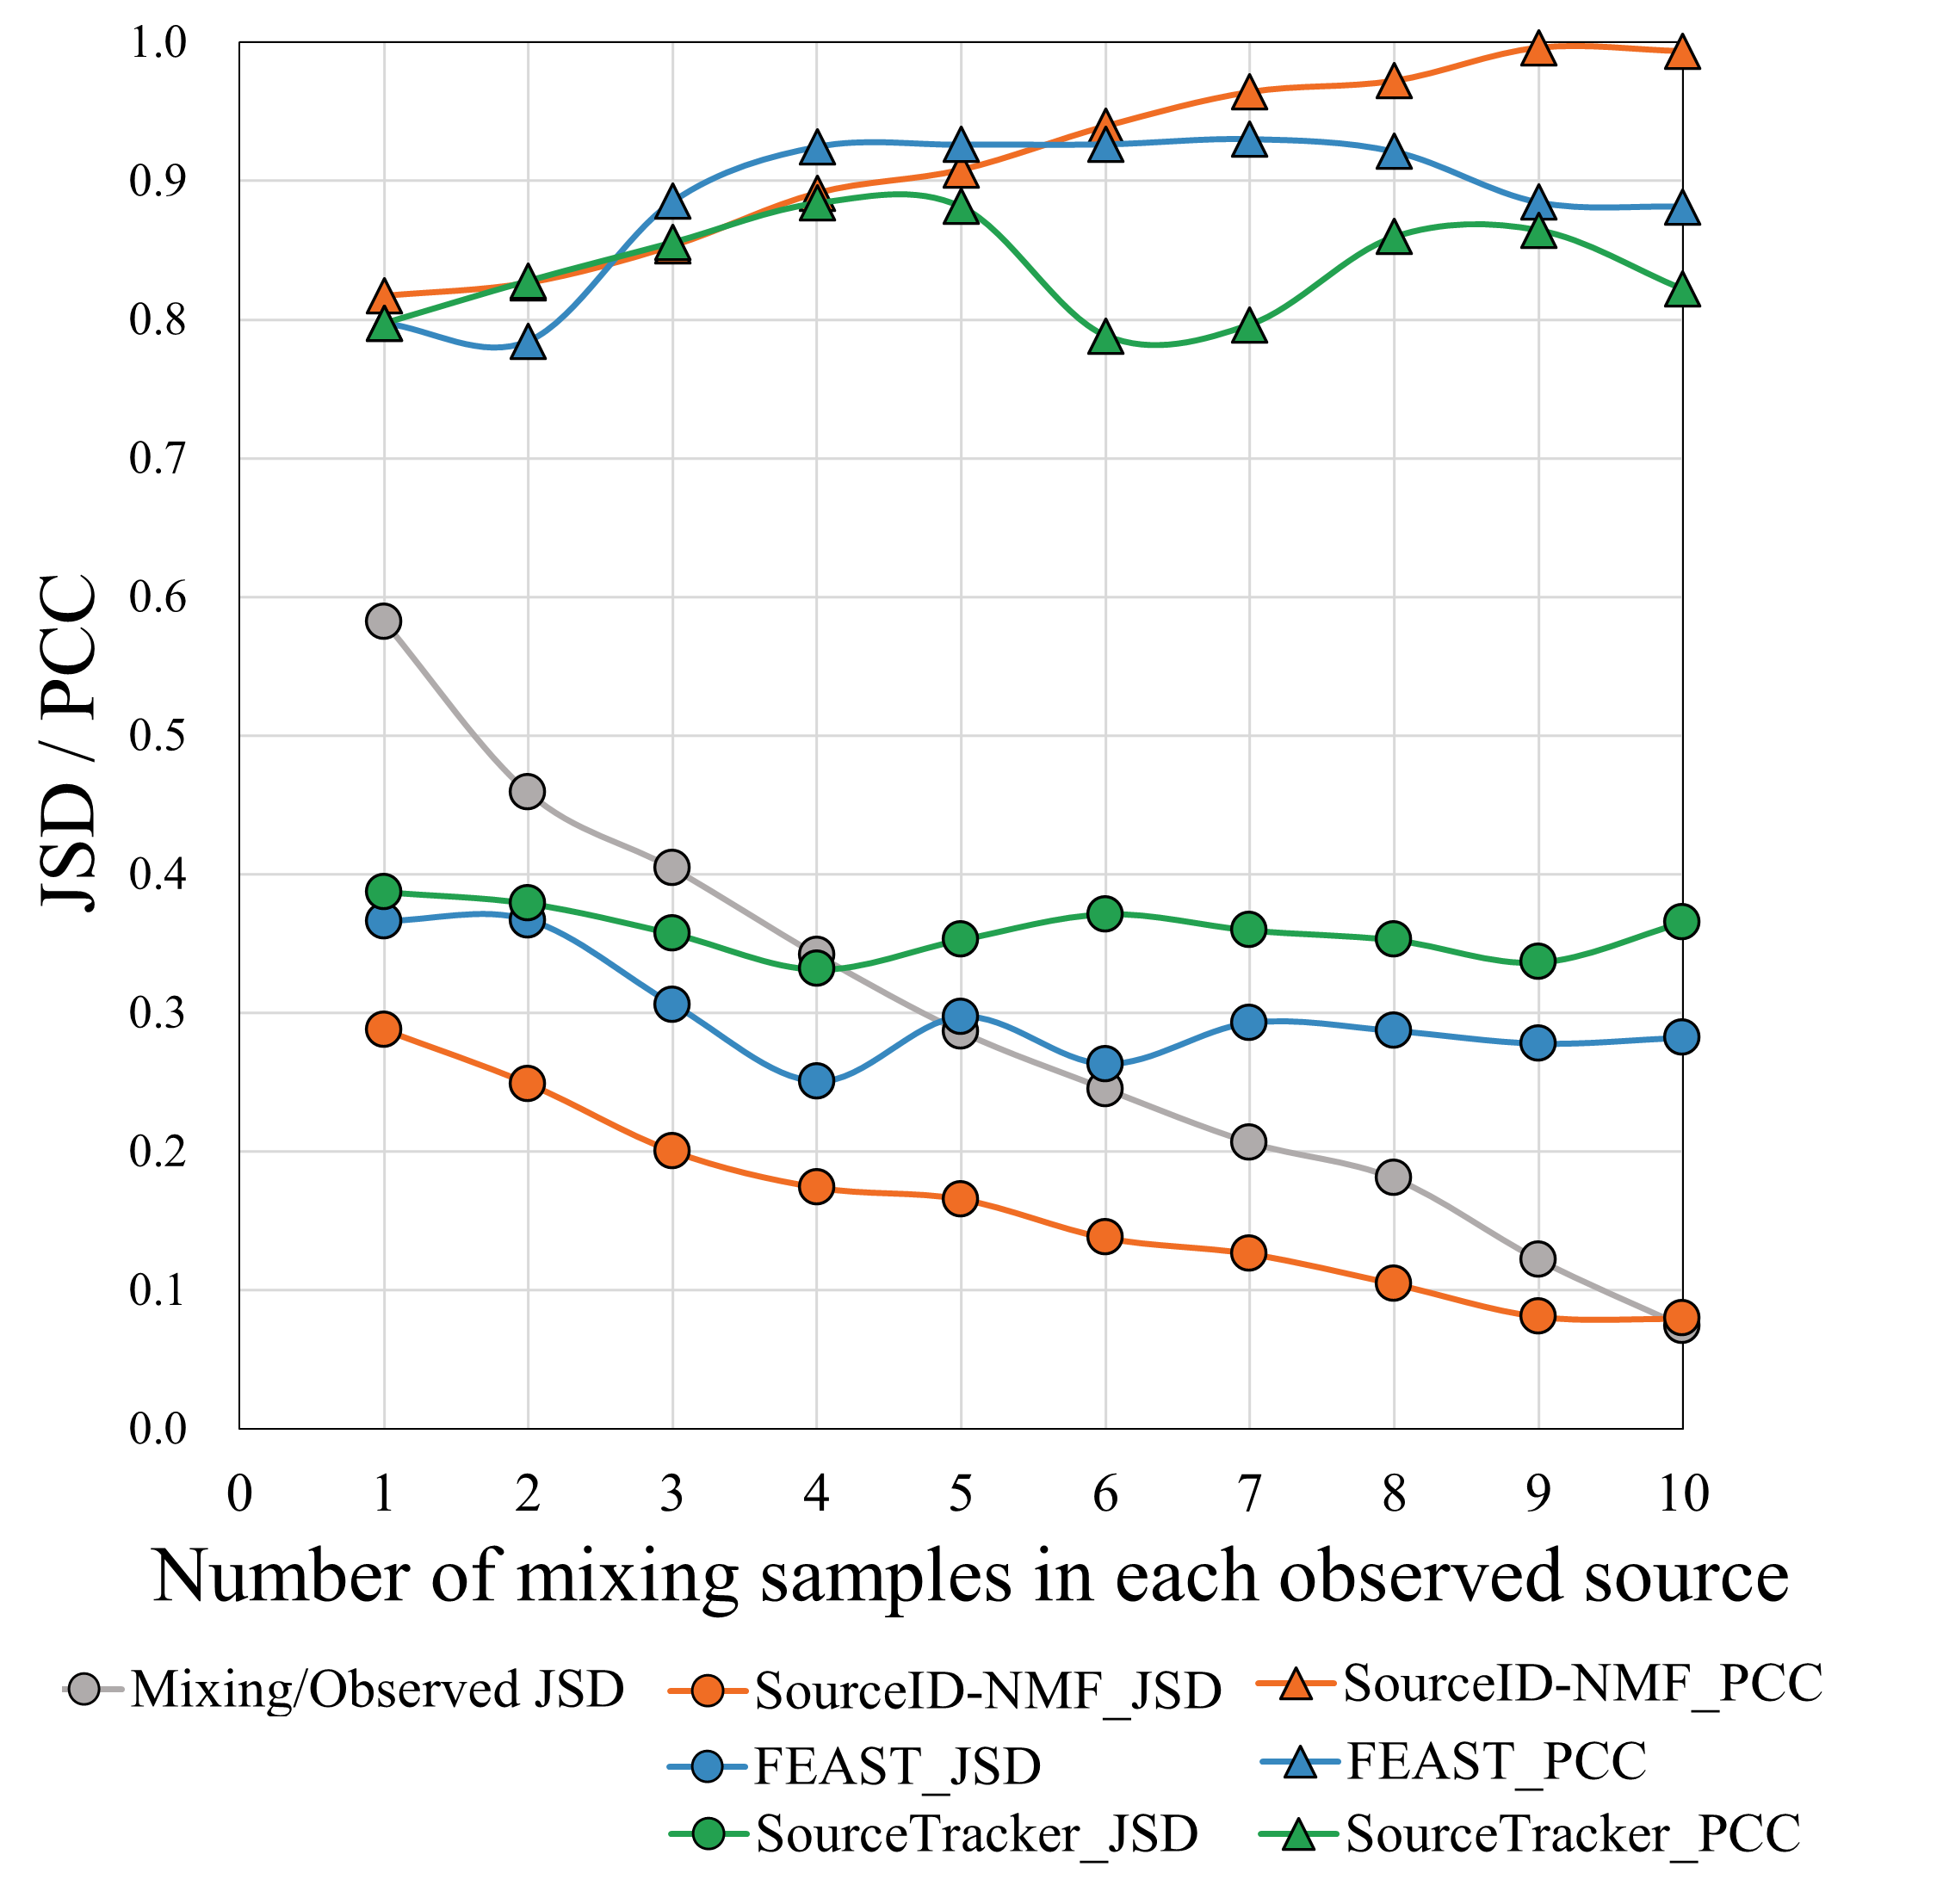 1.0
0.9
0.8
0.7
0.6
0.5
0.4
0.3
0.2
0.1
0.0
JSD / PCC
0 1 2 3 4 5 6 7 8 9 10
Number of mixing samples in each observed source
Mixing/Observed JSD SourceID-NMF_JSD SourceID-NMF_PCC
FEAST_JSD FEAST_PCC
SourceTracker_JSD SourceTracker_PCC